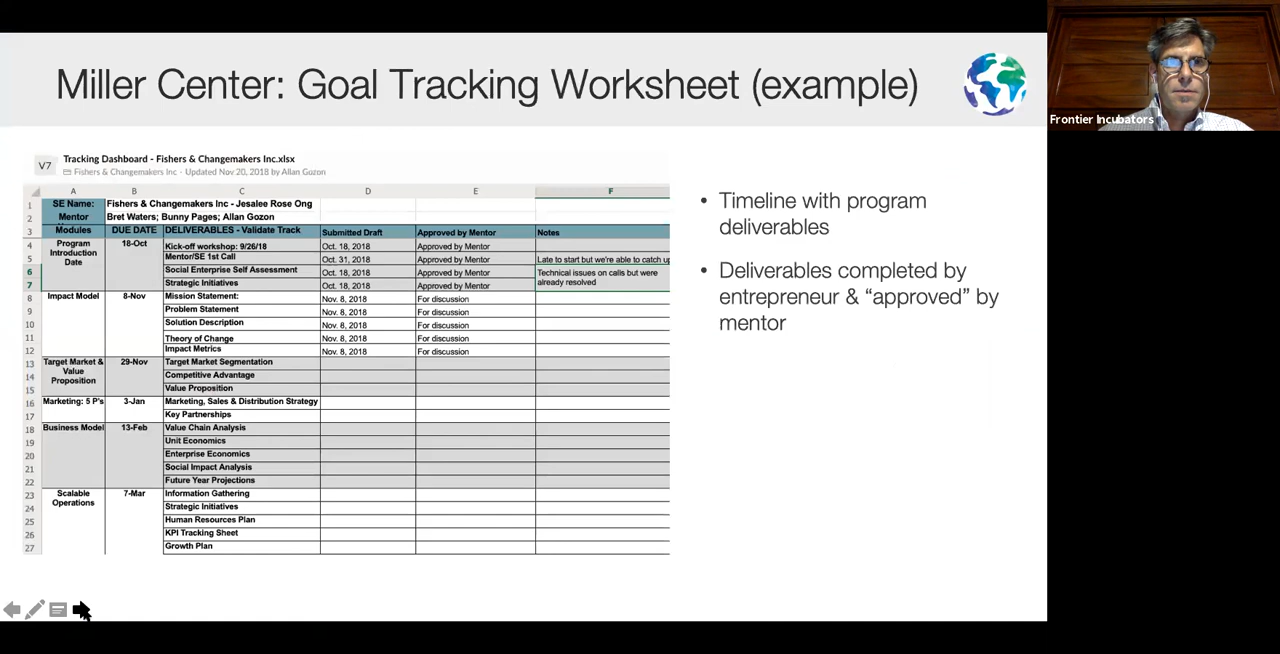 Miller Center: Goal Tracking Worksheet (example)
Frontier Incubators
V7
Tracking Dashboard - Fishers & Changemakers Inc.xlsx
Fishers & Changemakers Inc - Updated Nov 20, 2018 by Allan Gozon
A B C D E F
1 SE Name: Fishers & Changemakers Inc - Jesalee Rose Ong
2 Mentor Bret Waters; Bunny Pages; Allan Gozon
3 Modules DUE DATE DELIVERABLES - Validate Track Submitted Draft Approved by Mentor Notes
4 Program 18-Oct Kick-off workshop: 9/26/18 Oct. 18, 2018 Approved by Mentor
5 Introduction Mentor/SE 1st Call Oct. 31, 2018 Approved by Mentor Late to start but we're able to catch up
6 Date Social Enterprise Self Assessment Oct. 18, 2018 Approved by Mentor Technical issues on calls but were
7 Strategic Initiatives Oct. 18, 2018 Approved by Mentor already resolved
8 Impact Model 8-Nov Mission Statement: Nov. 8, 2018 For discussion
9 Problem Statement Nov. 8, 2018 For discussion
10 Solution Description Nov. 8, 2018 For discussion
11 Theory of Change Nov. 8, 2018 For discussion
12 Impact Metrics Nov. 8, 2018 For discussion
13 Target Market & 29-Nov Target Market Segmentation
14 Value Competitive Advantage
15 Proposition Value Proposition
16 Marketing: 5 P's 3-Jan Marketing, Sales & Distribution Strategy
17 Key Partnerships
18 Business Model 13-Feb Value Chain Analysis
19 Unit Economics
20 Enterprise Economics
21 Social Impact Analysis
22 Future Year Projections
23 Scalable 7-Mar Information Gathering
24 Operations Strategic Initiatives
25 Human Resources Plan
26 KPI Tracking Sheet
27 Growth Plan
• Timeline with program
deliverables
• Deliverables completed by
entrepreneur & “approved” by
mentor